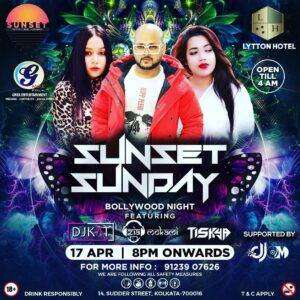 SUNSET
LH
LYTTON HOTEL
OPEN
TILL
4 AM
SUNSET
SUNDAY
BOLLYWOOD NIGHT
FEATURING
17 APR | 8PM ONWARDS
FOR MORE INFO : 91239 07626
WE ARE FOLLOWING ALL SAFETY MEASURES
SUPPORTED BY
18+
DRINK RESPONSIBLY
14, SUDDER STREET, KOLKATA-700016
T & C APPLY